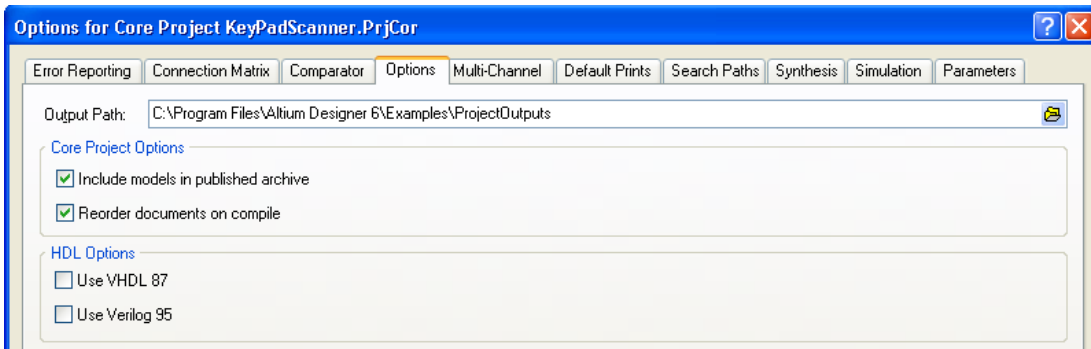 Options for Core Project KeyPadScanner.PrjCor
Error Reporting Connection Matrix Comparator Options Multi-Channel Default Prints Search Paths Synthesis Simulation Parameters
Output Path: C:\Program Files\Altium Designer 6\Examples\ProjectOutputs
Core Project Options
Include models in published archive
Reorder documents on compile
HDL Options
Use VHDL 87
Use Verilog 95